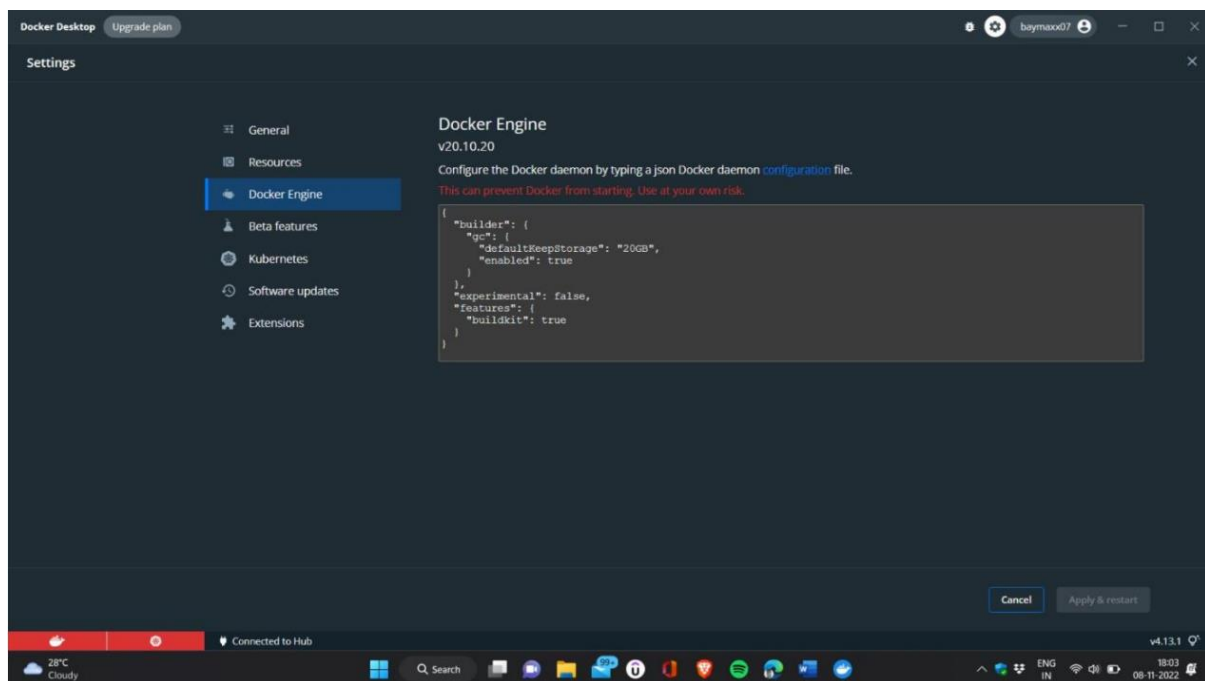 Docker Desktop Upgrade plan baymaxx07
Settings
General
Resources
Docker Engine
Beta features
Kubernetes
Software updates
Extensions
Docker Engine
v20.10.20
Configure the Docker daemon by typing a json Docker daemon configuration file.
This can prevent Docker from starting. Use at your own risk.
{
  "builder": {
    "gc": {
      "defaultKeepStorage": "20GB",
      "enabled": true
    }
  },
  "experimental": false,
  "features": {
    "buildkit": true
  }
}
Cancel Apply & restart
Connected to Hub v4.13.1
28°C
Cloudy
Search
99+
ENG
IN
18:03
08-11-2022